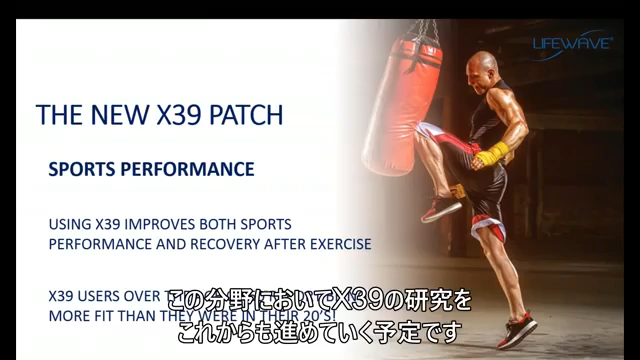 LIFEWAVE
THE NEW X39 PATCH
SPORTS PERFORMANCE
USING X39 IMPROVES BOTH SPORTS
PERFORMANCE AND RECOVERY AFTER EXERCISE
X39 USERS OVER
MORE FIT THAN THEY WERE IN THEIR 20'S!
この分野においてX39の研究を
これからも進めていく予定です